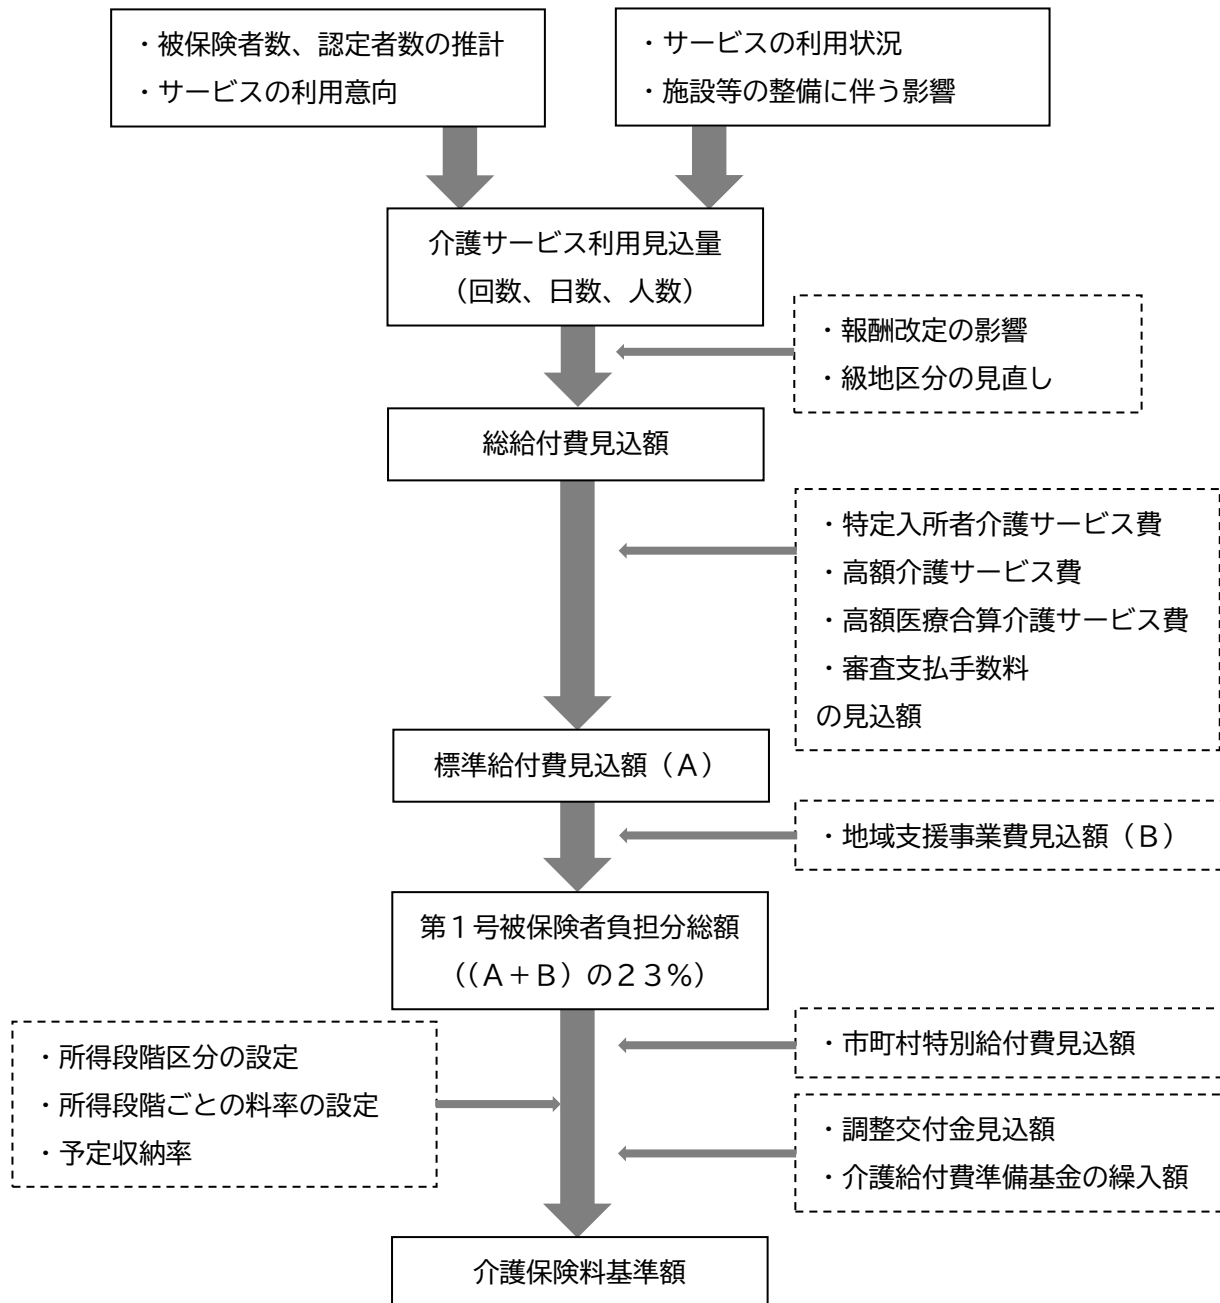 ・被保険者数、認定者数の推計
・サービスの利用意向
・サービスの利用状況
・施設等の整備に伴う影響
介護サービス利用見込量
（回数、日数、人数）
・報酬改定の影響
・級地区分の見直し
総給付費見込額
・特定入所者介護サービス費
・高額介護サービス費
・高額医療合算介護サービス費
・審査支払手数料
の見込額
標準給付費見込額（Ａ）
・地域支援事業費見込額（Ｂ）
第１号被保険者負担分総額
（（Ａ＋Ｂ）の２３％）
・市町村特別給付費見込額
・所得段階区分の設定
・所得段階ごとの料率の設定
・予定収納率
・調整交付金見込額
・介護給付費準備基金の繰入額
介護保険料基準額